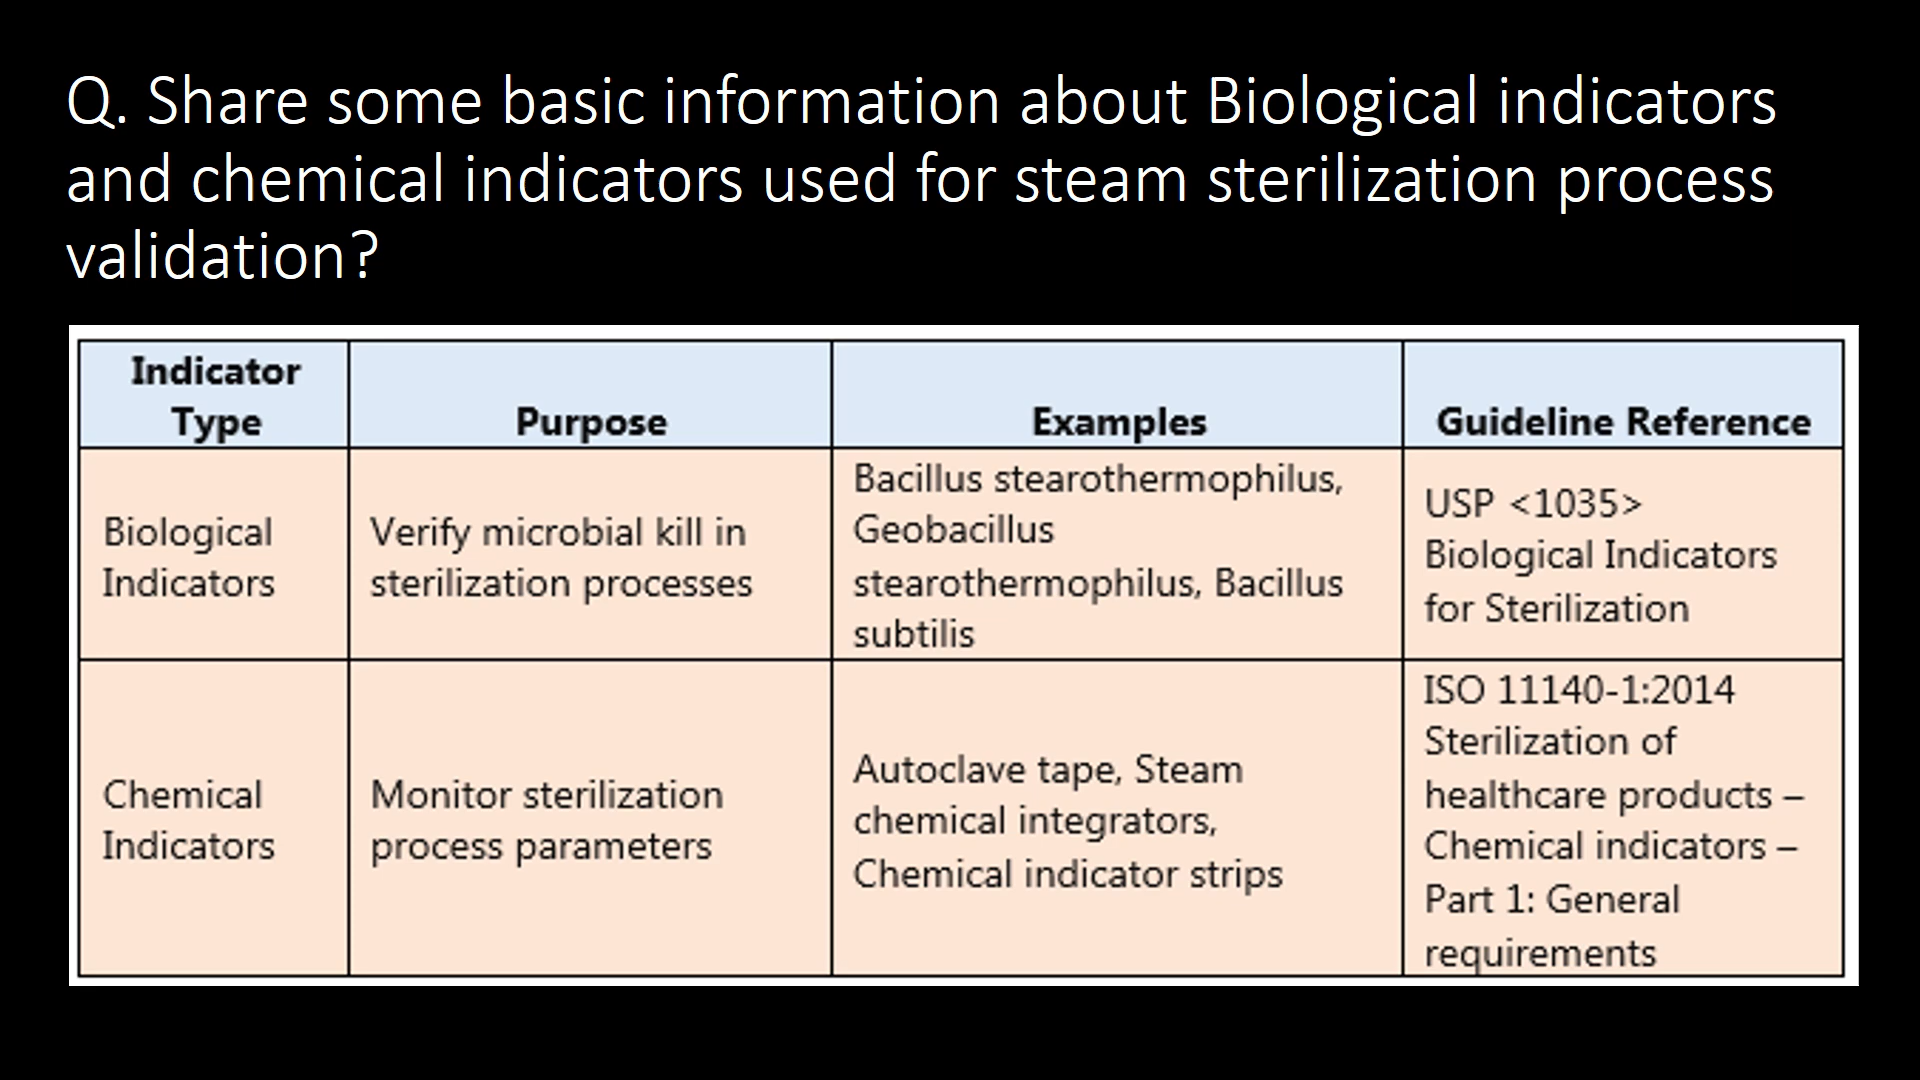 Q. Share some basic information about Biological indicators
and chemical indicators used for steam sterilization process
validation?
Indicator
Type
Purpose
Examples
Guideline Reference
Biological
Indicators
Verify microbial kill in
sterilization processes
Bacillus stearothermophilus,
Geobacillus
stearothermophilus, Bacillus
subtilis
USP <1035>
Biological Indicators
for Sterilization
Chemical
Indicators
Monitor sterilization
process parameters
Autoclave tape, Steam
chemical integrators,
Chemical indicator strips
ISO 11140-1:2014
Sterilization of
healthcare products –
Chemical indicators –
Part 1: General
requirements